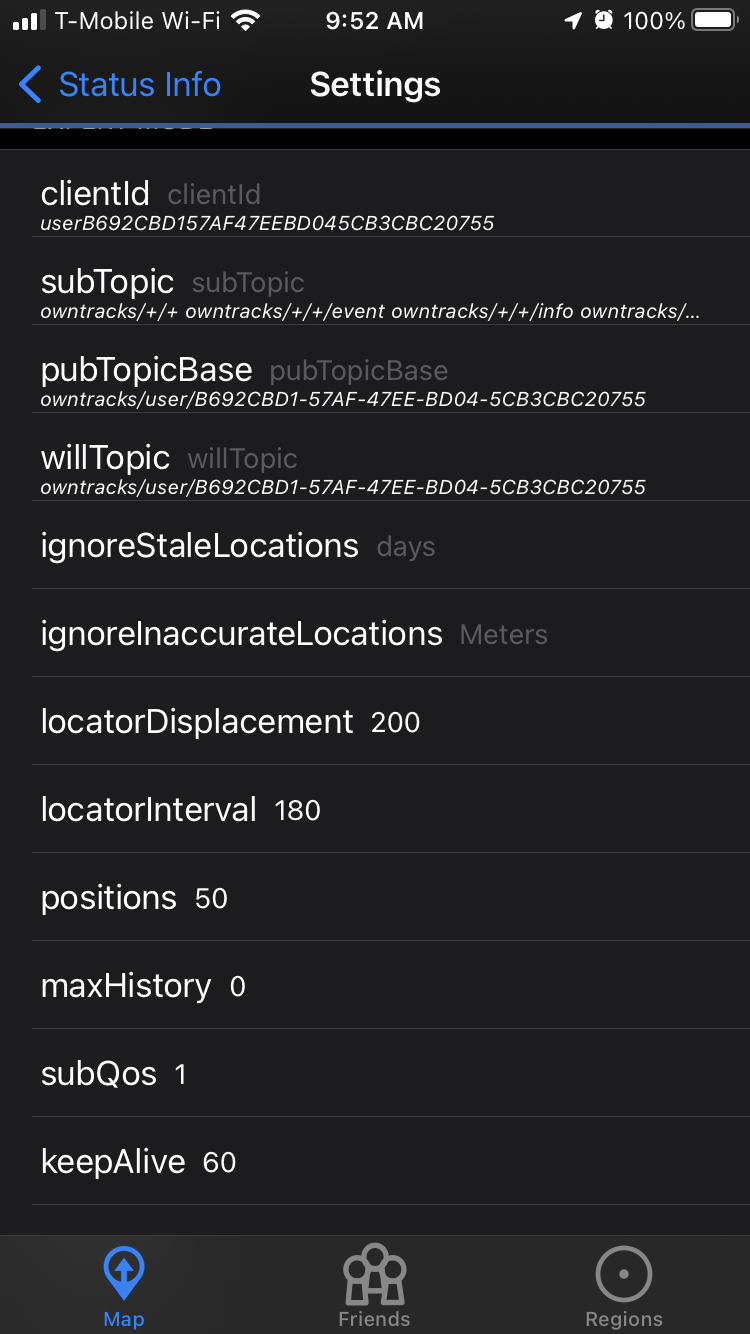 T-Mobile Wi-Fi 9:52 AM 100%
Status Info Settings
clientId clientId
userB692CBD157AF47EEBD045CB3CBC20755
subTopic subTopic
owntracks/+/+ owntracks/+/+/event owntracks/+/+/info owntracks/...
pubTopicBase pubTopicBase
owntracks/user/B692CBD1-57AF-47EE-BD04-5CB3CBC20755
willTopic willTopic
owntracks/user/B692CBD1-57AF-47EE-BD04-5CB3CBC20755
ignoreStaleLocations days
ignoreInaccurateLocations Meters
locatorDisplacement 200
locatorInterval 180
positions 50
maxHistory 0
subQos 1
keepAlive 60
Map Friends Regions